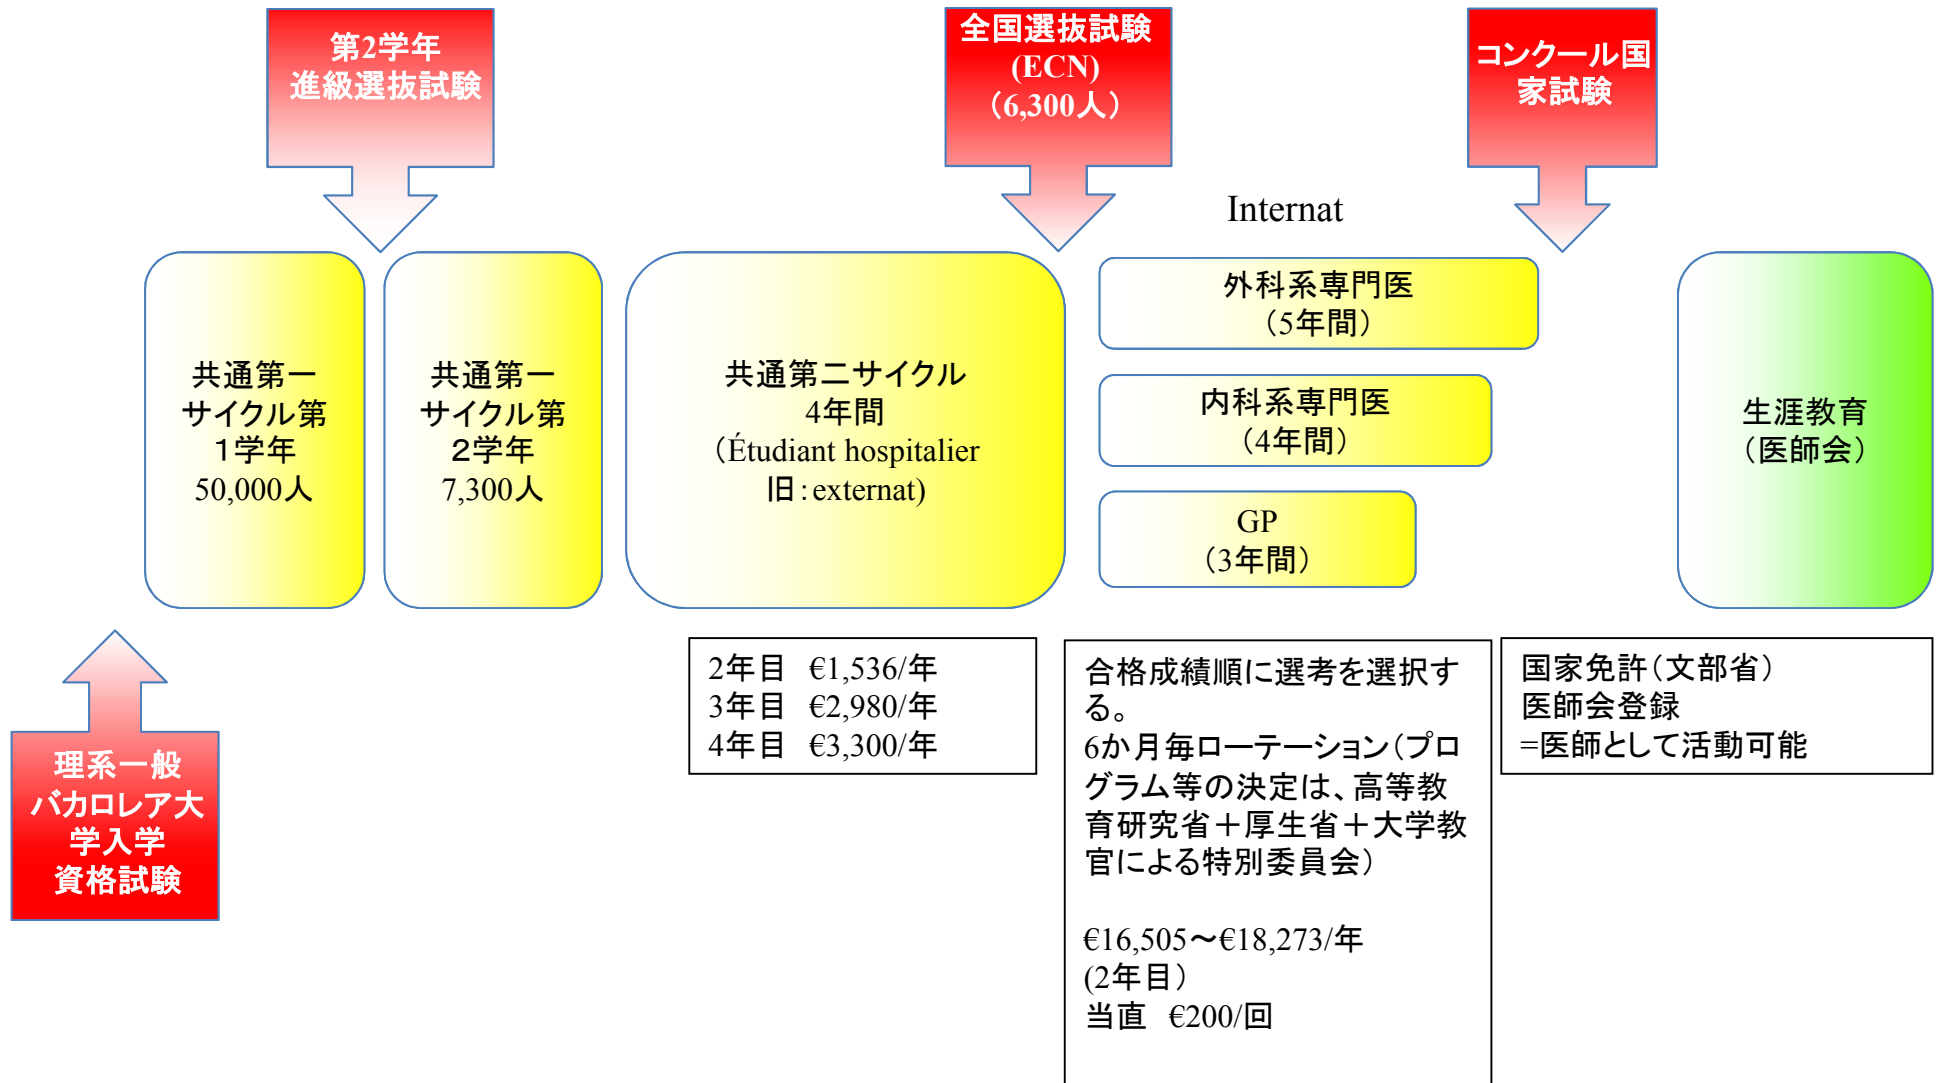 第2学年
進級選抜試験
全国選抜試験
(ECN)
（6,300人）
コンクール国
家試験
Internat
共通第一
サイクル第
１学年
50,000人
共通第一
サイクル第
２学年
7,300人
共通第二サイクル
4年間
（Étudiant hospitalier
旧：externat)
外科系専門医
（5年間）
内科系専門医
（4年間）
GP
（3年間）
生涯教育
（医師会）
理系一般
バカロレア大
学入学
資格試験
2年目 €1,536/年
3年目 €2,980/年
4年目 €3,300/年
合格成績順に選考を選択す
る。
6か月毎ローテーション（プロ
グラム等の決定は、高等教
育研究省＋厚生省＋大学教
官による特別委員会）
€16,505～€18,273/年
(2年目）
当直 €200/回
国家免許（文部省）
医師会登録
=医師として活動可能